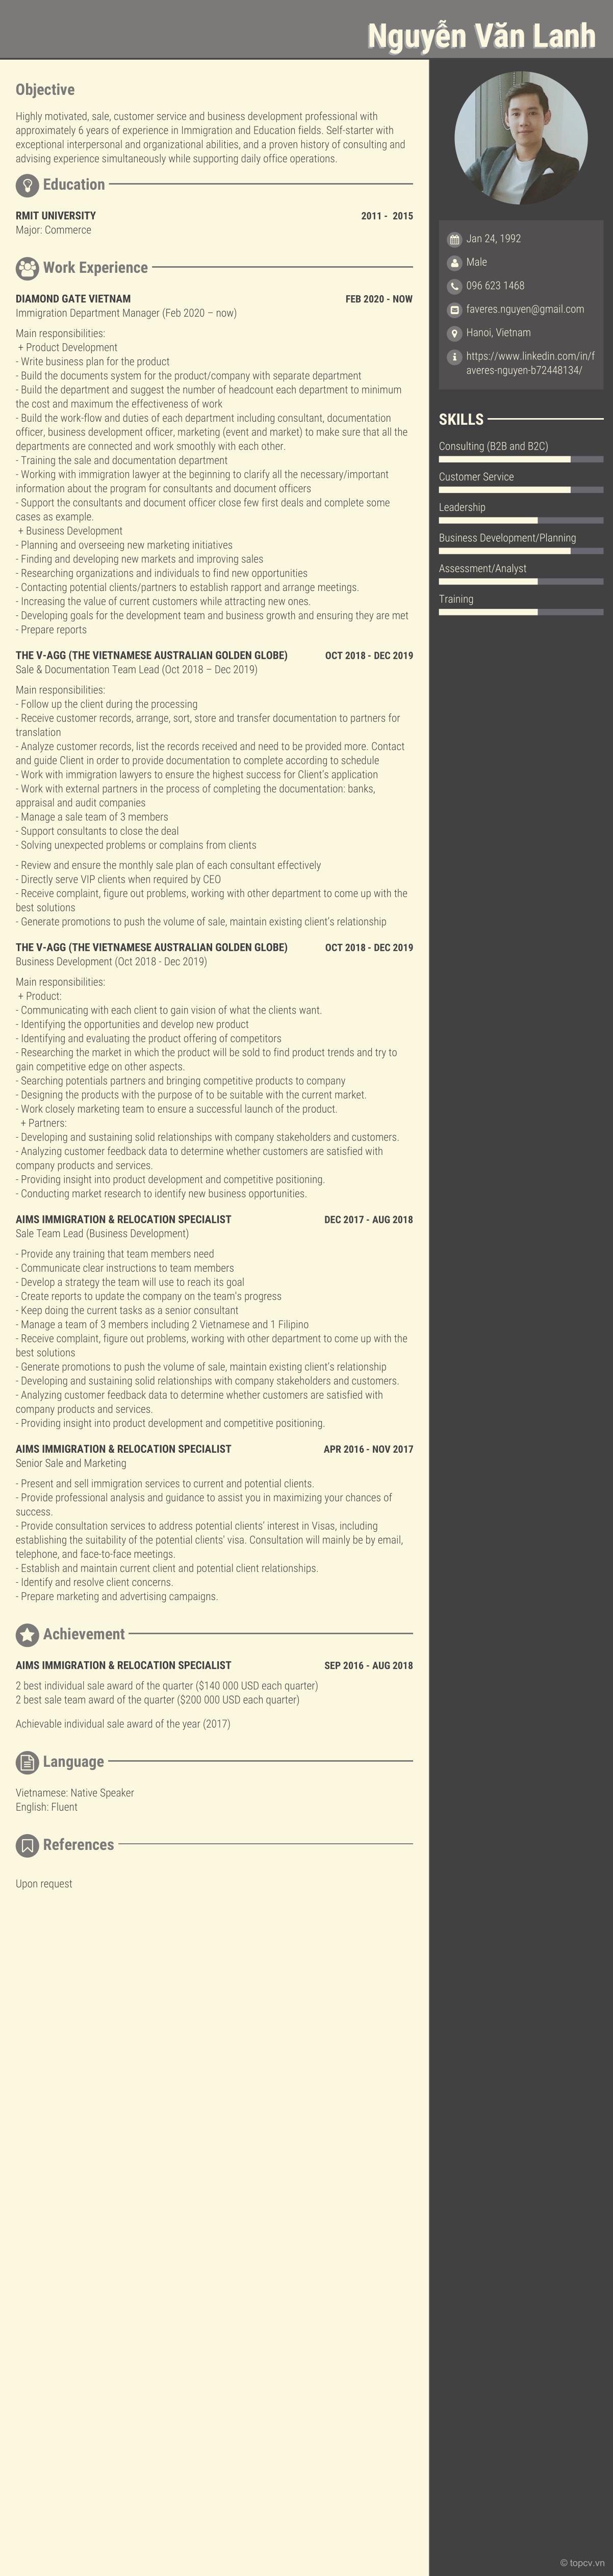 Nguyễn Văn Lanh
Objective
Highly motivated, sale, customer service and business development professional with
approximately 6 years of experience in Immigration and Education fields. Self-starter with
exceptional interpersonal and organizational abilities, and a proven history of consulting and
advising experience simultaneously while supporting daily office operations.
Education
RMIT UNIVERSITY 2011 - 2015
Major: Commerce
Work Experience
DIAMOND GATE VIETNAM FEB 2020 - NOW
Immigration Department Manager (Feb 2020 – now)
Main responsibilities:
+ Product Development
- Write business plan for the product
- Build the documents system for the product/company with separate department
- Build the department and suggest the number of headcount each department to minimum
the cost and maximum the effectiveness of work
- Build the work-flow and duties of each department including consultant, documentation
officer, business development officer, marketing (event and market) to make sure that all the
departments are connected and work smoothly with each other.
- Training the sale and documentation department
- Working with immigration lawyer at the beginning to clarify all the necessary/important
information about the program for consultants and document officers
- Support the consultants and document officer close few first deals and complete some
cases as example.
+ Business Development
- Planning and overseeing new marketing initiatives
- Finding and developing new markets and improving sales
- Researching organizations and individuals to find new opportunities
- Contacting potential clients/partners to establish rapport and arrange meetings.
- Increasing the value of current customers while attracting new ones.
- Developing goals for the development team and business growth and ensuring they are met
- Prepare reports
THE V-AGG (THE VIETNAMESE AUSTRALIAN GOLDEN GLOBE) OCT 2018 - DEC 2019
Sale & Documentation Team Lead (Oct 2018 – Dec 2019)
Main responsibilities:
- Follow up the client during the processing
- Receive customer records, arrange, sort, store and transfer documentation to partners for
translation
- Analyze customer records, list the records received and need to be provided more. Contact
and guide Client in order to provide documentation to complete according to schedule
- Work with immigration lawyers to ensure the highest success for Client's application
- Work with external partners in the process of completing the documentation: banks,
appraisal and audit companies
- Manage a sale team of 3 members
- Support consultants to close the deal
- Solving unexpected problems or complains from clients
- Review and ensure the monthly sale plan of each consultant effectively
- Directly serve VIP clients when required by CEO
- Receive complaint, figure out problems, working with other department to come up with the
best solutions
- Generate promotions to push the volume of sale, maintain existing client's relationship
THE V-AGG (THE VIETNAMESE AUSTRALIAN GOLDEN GLOBE) OCT 2018 - DEC 2019
Business Development (Oct 2018 - Dec 2019)
Main responsibilities:
+ Product:
- Communicating with each client to gain vision of what the clients want.
- Identifying the opportunities and develop new product
- Identifying and evaluating the product offering of competitors
- Researching the market in which the product will be sold to find product trends and try to
gain competitive edge on other aspects.
- Searching potentials partners and bringing competitive products to company
- Designing the products with the purpose of to be suitable with the current market.
- Work closely marketing team to ensure a successful launch of the product.
+ Partners:
- Developing and sustaining solid relationships with company stakeholders and customers.
- Analyzing customer feedback data to determine whether customers are satisfied with
company products and services.
- Providing insight into product development and competitive positioning.
- Conducting market research to identify new business opportunities.
AIMS IMMIGRATION & RELOCATION SPECIALIST DEC 2017 - AUG 2018
Sale Team Lead (Business Development)
- Provide any training that team members need
- Communicate clear instructions to team members
- Develop a strategy the team will use to reach its goal
- Create reports to update the company on the team's progress
- Keep doing the current tasks as a senior consultant
- Manage a team of 3 members including 2 Vietnamese and 1 Filipino
- Receive complaint, figure out problems, working with other department to come up with the
best solutions
- Generate promotions to push the volume of sale, maintain existing client's relationship
- Developing and sustaining solid relationships with company stakeholders and customers.
- Analyzing customer feedback data to determine whether customers are satisfied with
company products and services.
- Providing insight into product development and competitive positioning.
AIMS IMMIGRATION & RELOCATION SPECIALIST APR 2016 - NOV 2017
Senior Sale and Marketing
- Present and sell immigration services to current and potential clients.
- Provide professional analysis and guidance to assist you in maximizing your chances of
success.
- Provide consultation services to address potential clients' interest in Visas, including
establishing the suitability of the potential clients' visa. Consultation will mainly be by email,
telephone, and face-to-face meetings.
- Establish and maintain current client and potential client relationships.
- Identify and resolve client concerns.
- Prepare marketing and advertising campaigns.
Achievement
AIMS IMMIGRATION & RELOCATION SPECIALIST SEP 2016 - AUG 2018
2 best individual sale award of the quarter ($140 000 USD each quarter)
2 best sale team award of the quarter ($200 000 USD each quarter)
Achievable individual sale award of the year (2017)
Language
Vietnamese: Native Speaker
English: Fluent
References
Upon request
Jan 24, 1992
Male
096 623 1468
faveres.nguyen@gmail.com
Hanoi, Vietnam
https://www.linkedin.com/in/f
averes-nguyen-b72448134/
SKILLS
Consulting (B2B and B2C)
Customer Service
Leadership
Business Development/Planning
Assessment/Analyst
Training
© topcv.vn